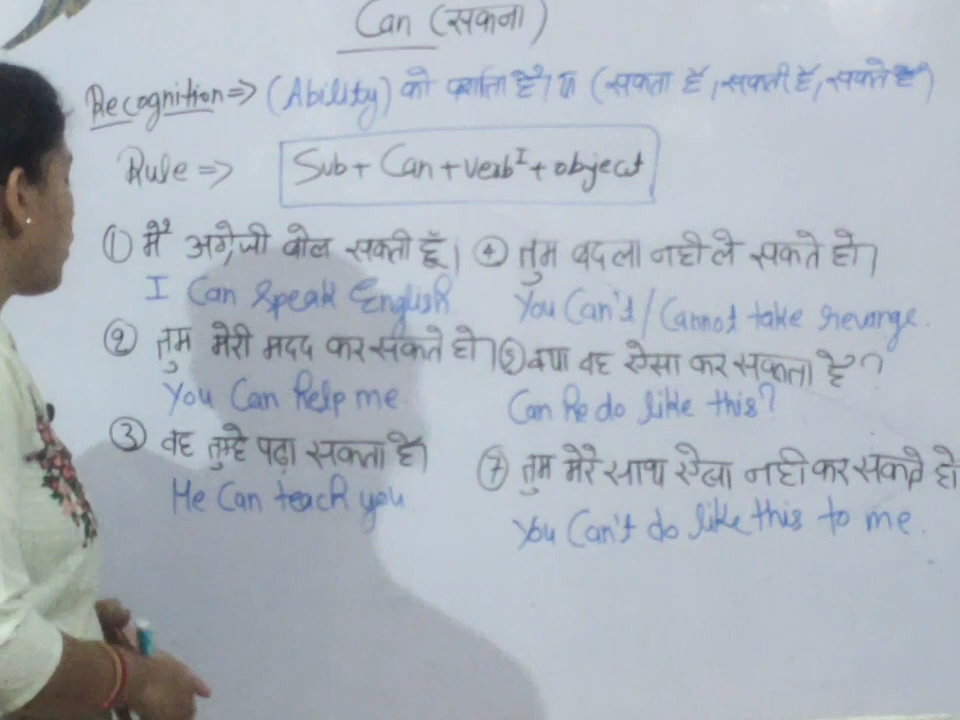 Can (सकना)
Recognition => (Ability) को दर्शाता है। या (सकता है, सकती है, सकते है)
Rule => Sub + Can + verbᴵ + object
① मैं अंग्रेजी बोल सकती हूँ।
I Can speak English
② तुम मेरी मदद कर सकते हो।
You Can help me
③ वह तुम्हे पढ़ा सकता है।
He Can teach you
④ तुम बदला नही ले सकते हो।
You Can't / Cannot take revange.
⑤ क्या वह ऐसा कर सकता है?
Can he do like this?
⑦ तुम मेरे साथ ऐसा नही कर सकते हो
You Can't do like this to me.